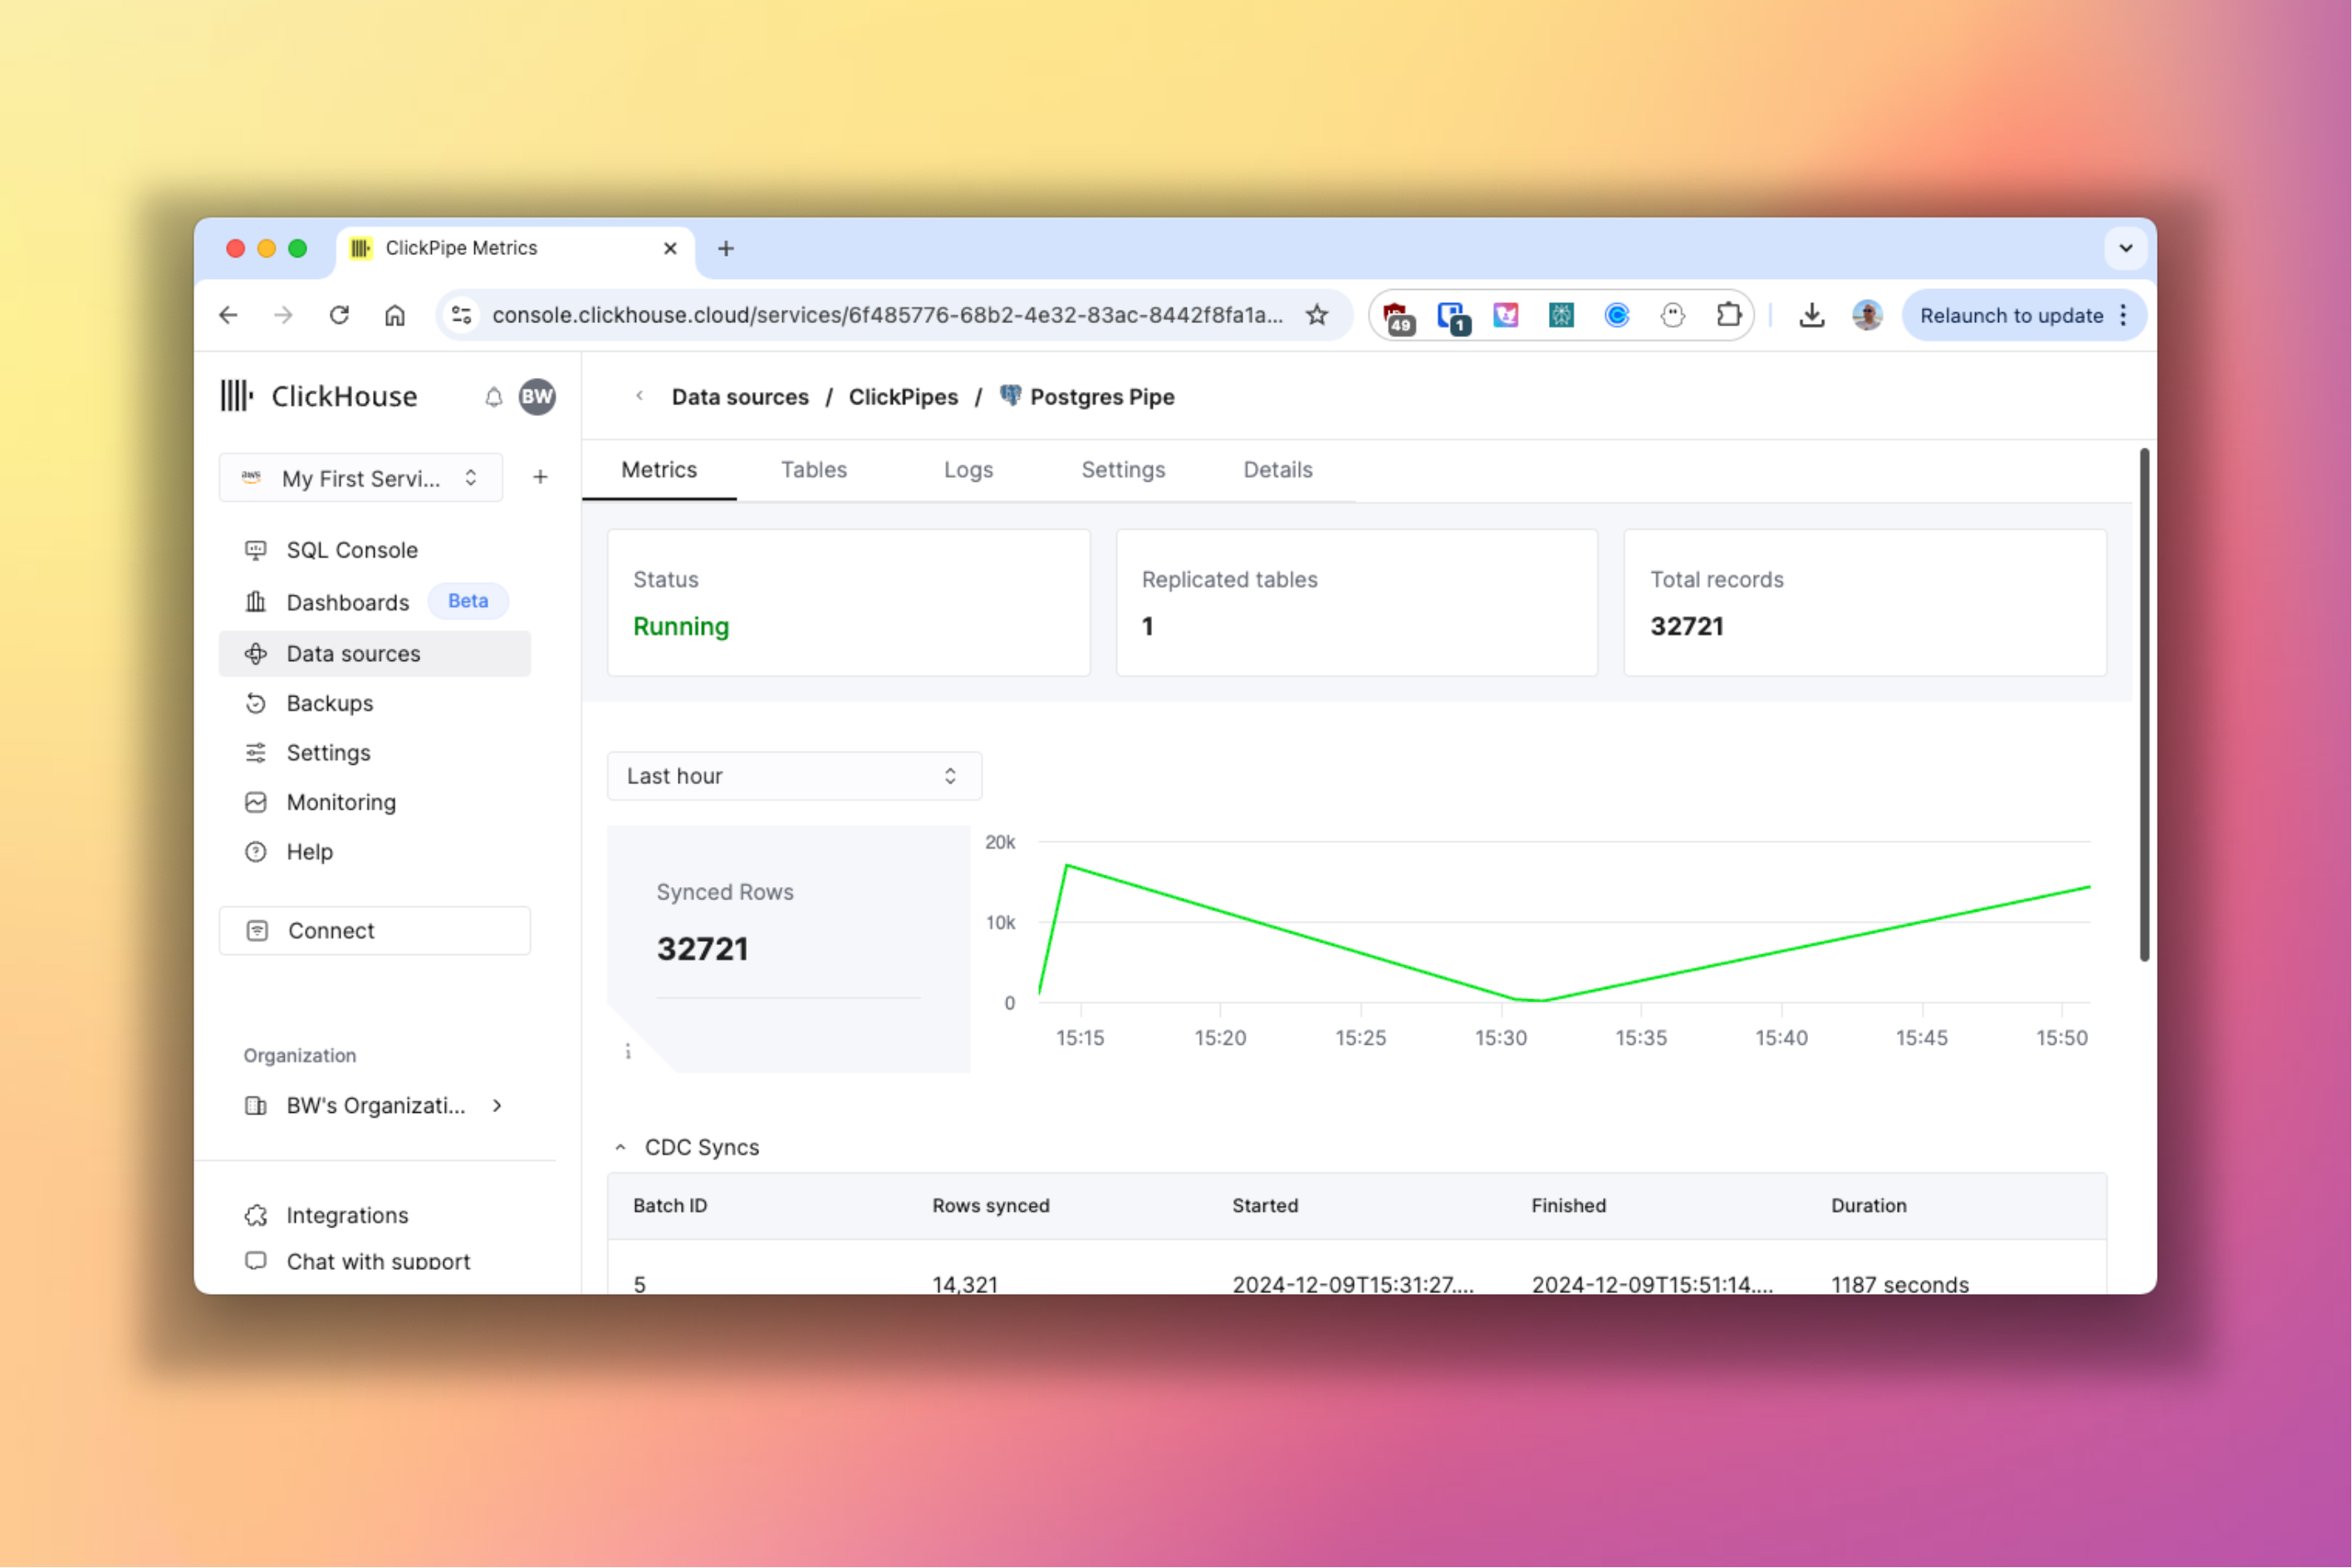 ClickPipe Metrics
console.clickhouse.cloud/services/6f485776-68b2-4e32-83ac-8442f8fa1a...
49
1
Relaunch to update
ClickHouse
BW
Data sources / ClickPipes / Postgres Pipe
aws
My First Servi...
Metrics
Tables
Logs
Settings
Details
SQL Console
Dashboards
Beta
Data sources
Backups
Settings
Monitoring
Help
Connect
Organization
BW's Organizati...
Integrations
Chat with support
Status
Running
Replicated tables
1
Total records
32721
Last hour
Synced Rows
32721
20k
10k
0
15:15
15:20
15:25
15:30
15:35
15:40
15:45
15:50
CDC Syncs
Batch ID
Rows synced
Started
Finished
Duration
5
14,321
2024-12-09T15:31:27....
2024-12-09T15:51:14....
1187 seconds